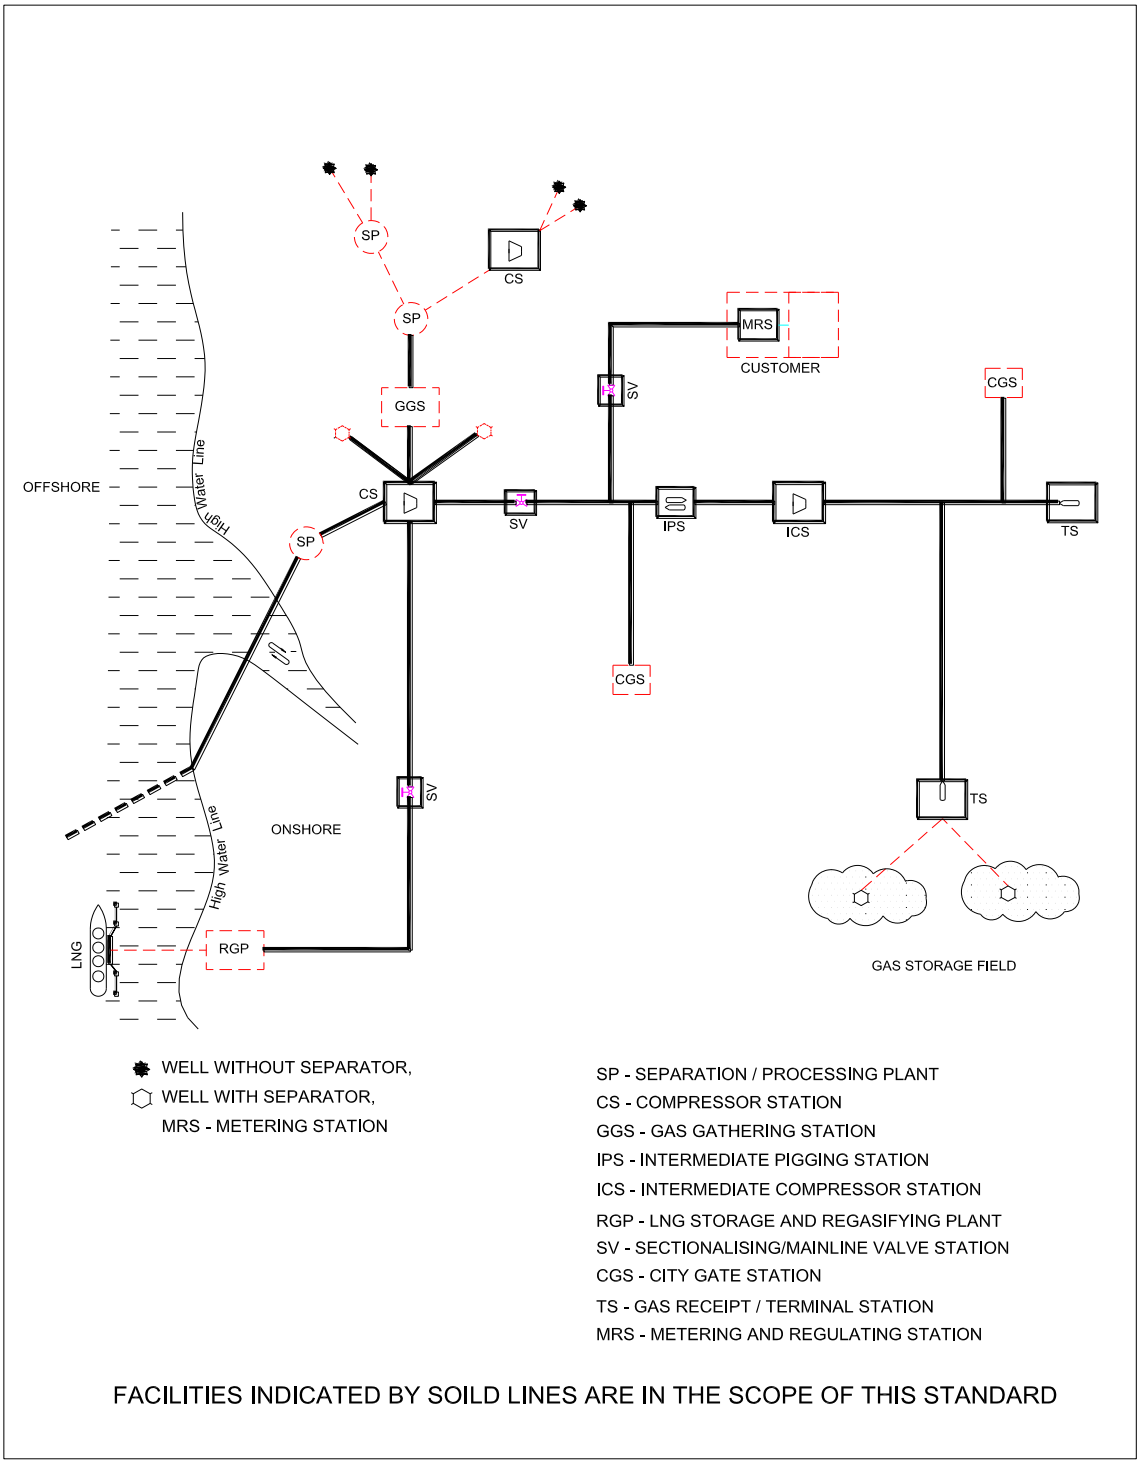 SP
CS
SP
MRS
CUSTOMER
SV
CGS
GGS
High Water Line
OFFSHORE
CS
SV
IPS
ICS
TS
SP
CGS
SV
TS
ONSHORE
High Water Line
LNG
RGP
GAS STORAGE FIELD
WELL WITHOUT SEPARATOR,
WELL WITH SEPARATOR,
MRS - METERING STATION
SP - SEPARATION / PROCESSING PLANT
CS - COMPRESSOR STATION
GGS - GAS GATHERING STATION
IPS - INTERMEDIATE PIGGING STATION
ICS - INTERMEDIATE COMPRESSOR STATION
RGP - LNG STORAGE AND REGASIFYING PLANT
SV - SECTIONALISING/MAINLINE VALVE STATION
CGS - CITY GATE STATION
TS - GAS RECEIPT / TERMINAL STATION
MRS - METERING AND REGULATING STATION
FACILITIES INDICATED BY SOILD LINES ARE IN THE SCOPE OF THIS STANDARD